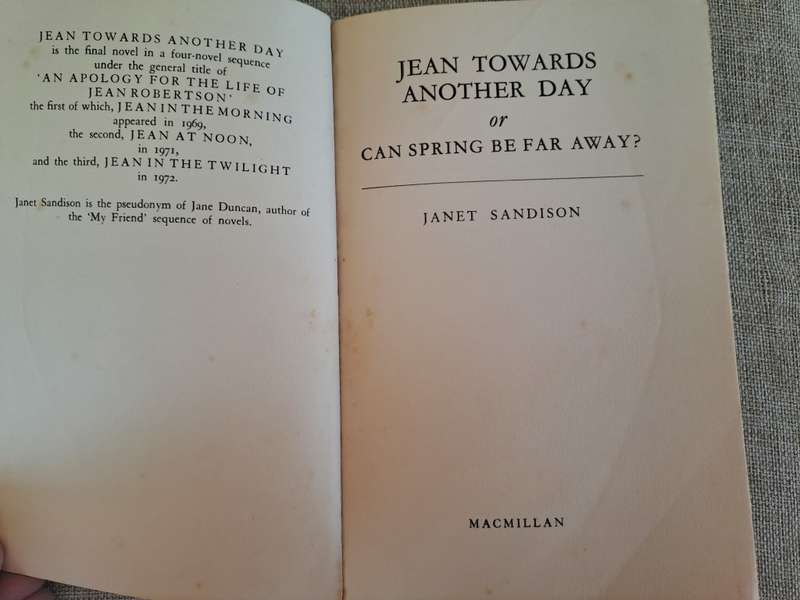 JEAN TOWARDS ANOTHER DAY
is the final novel in a four-novel sequence
under the general title of
'AN APOLOGY FOR THE LIFE OF
JEAN ROBERTSON'
the first of which, JEAN IN THE MORNING
appeared in 1969,
the second, JEAN AT NOON,
in 1971,
and the third, JEAN IN THE TWILIGHT
in 1972.
Janet Sandison is the pseudonym of Jane Duncan, author of
the 'My Friend' sequence of novels.
JEAN TOWARDS
ANOTHER DAY
or
CAN SPRING BE FAR AWAY?
JANET SANDISON
MACMILLAN